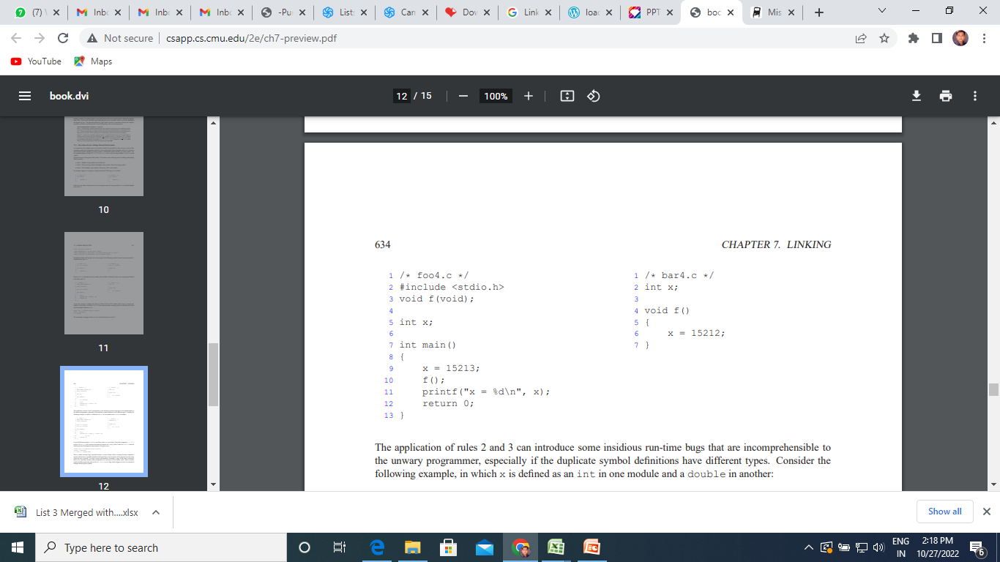 (7) \
Inbo
Inbo
Inbo
-Pu
List:
Can
Dov
Link
loac
PPT
boc
Mis
Not secure
csapp.cs.cmu.edu/2e/ch7-preview.pdf
YouTube
Maps
book.dvi
12 / 15
100%
10
11
12
634
CHAPTER 7. LINKING
1 /* foo4.c */
2 #include <stdio.h>
3 void f(void);
4
5 int x;
6
7 int main()
8 {
9 x = 15213;
10 f();
11 printf("x = %d\n", x);
12 return 0;
13 }
1 /* bar4.c */
2 int x;
3
4 void f()
5 {
6 x = 15212;
7 }
The application of rules 2 and 3 can introduce some insidious run-time bugs that are incomprehensible to
the unwary programmer, especially if the duplicate symbol definitions have different types. Consider the
following example, in which x is defined as an int in one module and a double in another:
List 3 Merged with....xlsx
Show all
Type here to search
ENG
IN
2:18 PM
10/27/2022
6